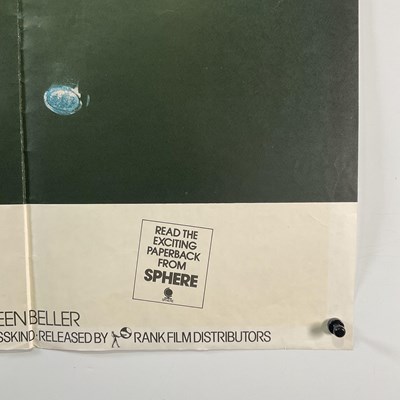 READ THE
EXCITING
PAPERBACK
FROM
SPHERE
EEN BELLER
SSKIND·RELEASED BY RANK FILM DISTRIBUTORS